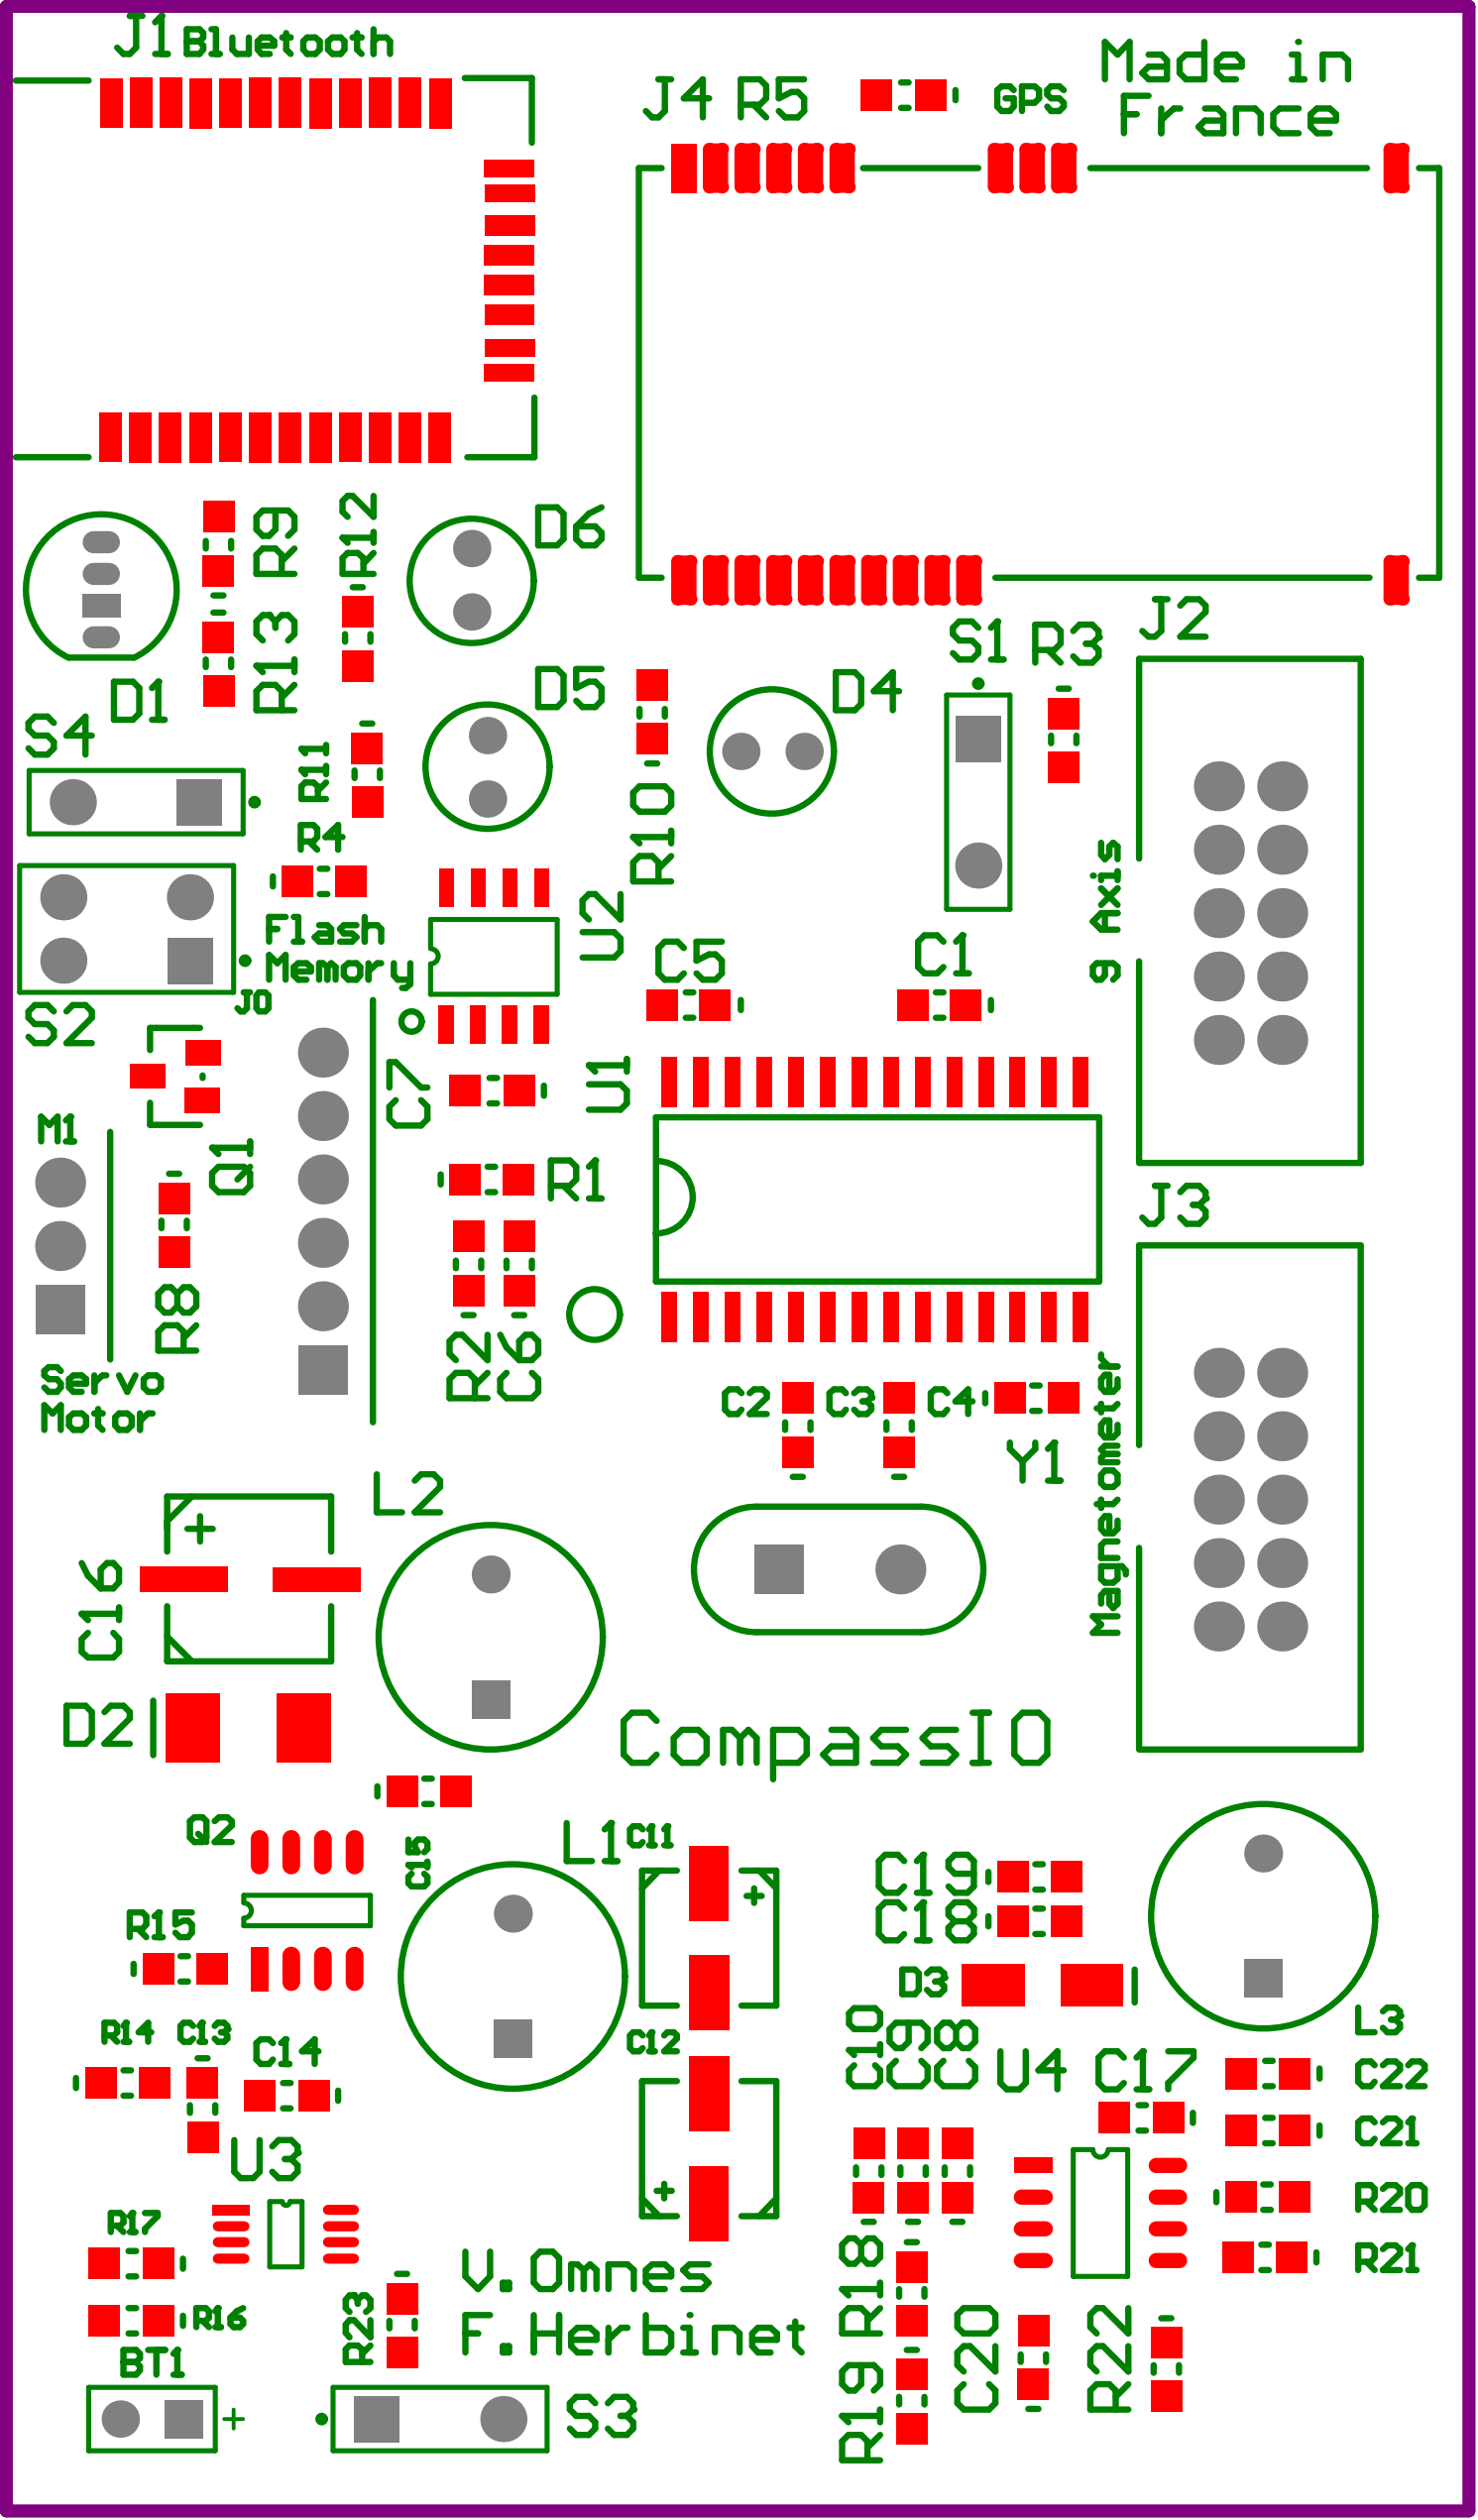 J1 Bluetooth
Made in
France
J4 R5
GPS
R9
R12
D6
R13
D1
D5
D4
S1
R3
J2
S4
R11
R4
R10
9 Axis
Flash
Memory
U2
C5
C1
J0
S2
C7
U1
M1
Q1
R1
R8
R2
C6
J3
Servo
Motor
C2
C3
C4
Y1
Magnetometer
L2
+
C16
D2
CompassIO
Q2
C15
L1
C11
+
C19
C18
R15
D3
L3
R14
C13
C14
C12
C10
C9
C8
U4
C17
C22
C21
U3
+
R20
R17
R21
R16
R23
V.Omnes
F.Herbinet
R18
C20
R22
BT1
+
S3
R19